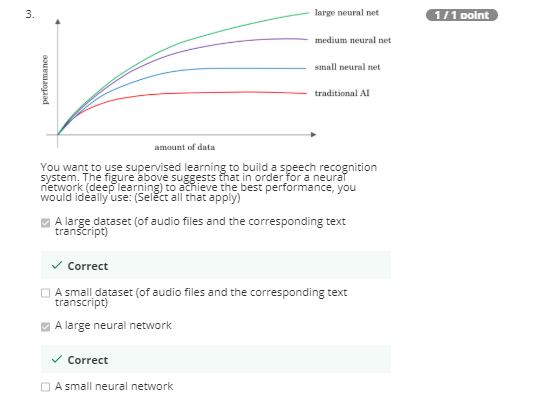 3.
1 / 1 point
large neural net
medium neural net
small neural net
traditional AI
performance
amount of data
You want to use supervised learning to build a speech recognition
system. The figure above suggests that in order for a neural
network (deep learning) to achieve the best performance, you
would ideally use: (Select all that apply)
A large dataset (of audio files and the corresponding text
transcript)
Correct
A small dataset (of audio files and the corresponding text
transcript)
A large neural network
Correct
A small neural network